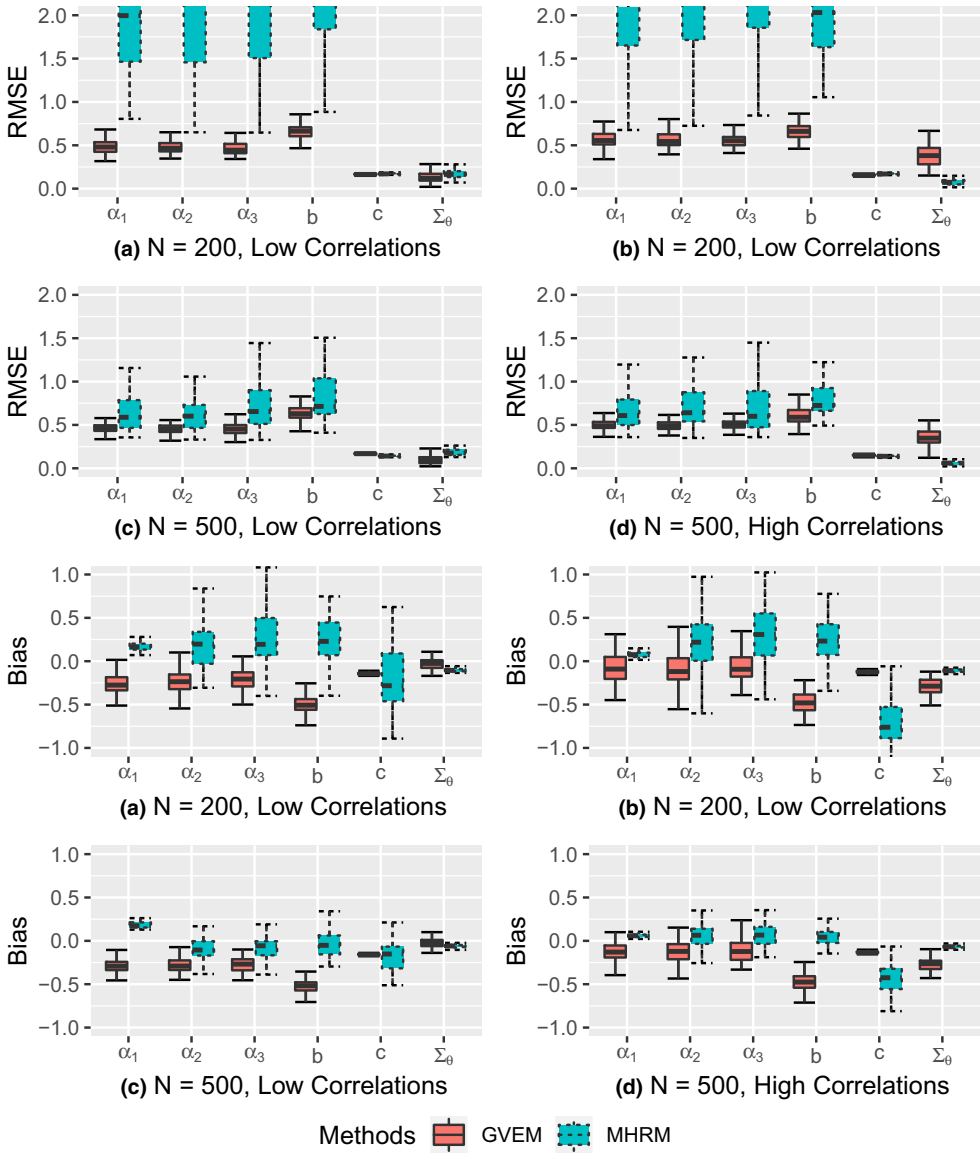 RMSE
2.0
1.5
1.0
0.5
0.0
α1 α2 α3 b c Σθ
(a) N = 200, Low Correlations
RMSE
2.0
1.5
1.0
0.5
0.0
α1 α2 α3 b c Σθ
(b) N = 200, Low Correlations
RMSE
2.0
1.5
1.0
0.5
0.0
α1 α2 α3 b c Σθ
(c) N = 500, Low Correlations
RMSE
2.0
1.5
1.0
0.5
0.0
α1 α2 α3 b c Σθ
(d) N = 500, High Correlations
Bias
1.0
0.5
0.0
−0.5
−1.0
α1 α2 α3 b c Σθ
(a) N = 200, Low Correlations
Bias
1.0
0.5
0.0
−0.5
−1.0
α1 α2 α3 b c Σθ
(b) N = 200, Low Correlations
Bias
1.0
0.5
0.0
−0.5
−1.0
α1 α2 α3 b c Σθ
(c) N = 500, Low Correlations
Bias
1.0
0.5
0.0
−0.5
−1.0
α1 α2 α3 b c Σθ
(d) N = 500, High Correlations
Methods GVEM MHRM